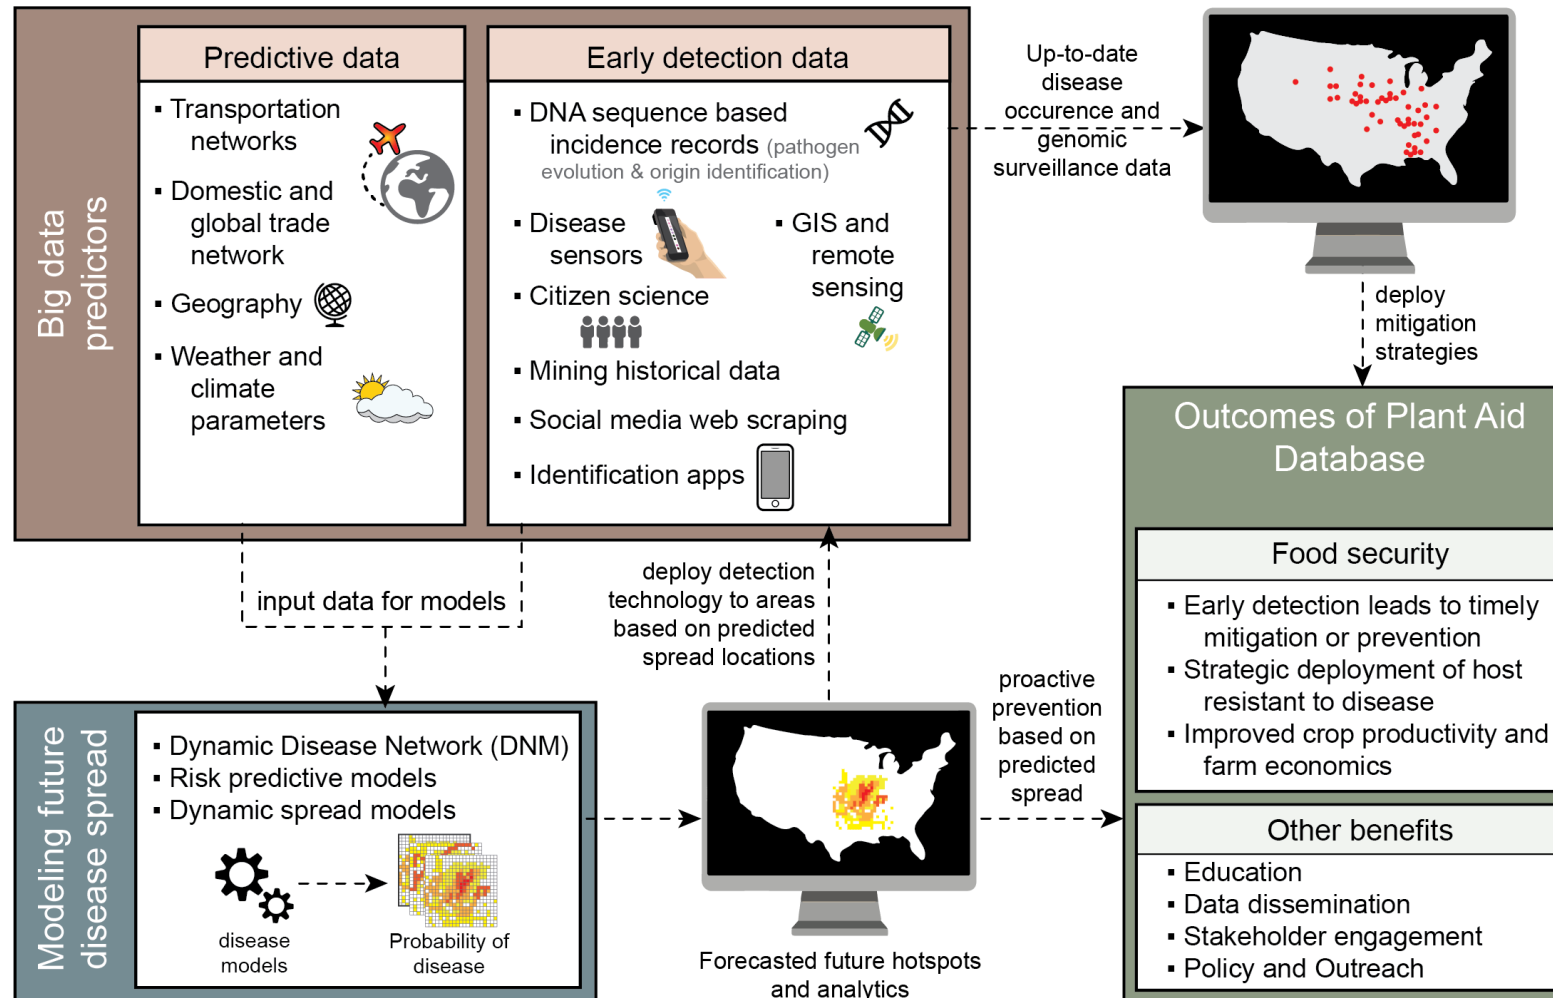 Big data
predictors
Predictive data
▪ Transportation
networks
▪ Domestic and
global trade
network
▪ Geography
▪ Weather and
climate
parameters
Early detection data
▪ DNA sequence based
incidence records (pathogen
evolution & origin identification)
▪ Disease
sensors
▪ GIS and
remote
sensing
▪ Citizen science
▪ Mining historical data
▪ Social media web scraping
▪ Identification apps
Up-to-date
disease
occurence and
genomic
surveillance data
deploy
mitigation
strategies
input data for models
deploy detection
technology to areas
based on predicted
spread locations
Modeling future
disease spread
▪ Dynamic Disease Network (DNM)
▪ Risk predictive models
▪ Dynamic spread models
disease
models
Probability of
disease
Forecasted future hotspots
and analytics
proactive
prevention
based on
predicted
spread
Outcomes of Plant Aid
Database
Food security
▪ Early detection leads to timely
mitigation or prevention
▪ Strategic deployment of host
resistant to disease
▪ Improved crop productivity and
farm economics
Other benefits
▪ Education
▪ Data dissemination
▪ Stakeholder engagement
▪ Policy and Outreach